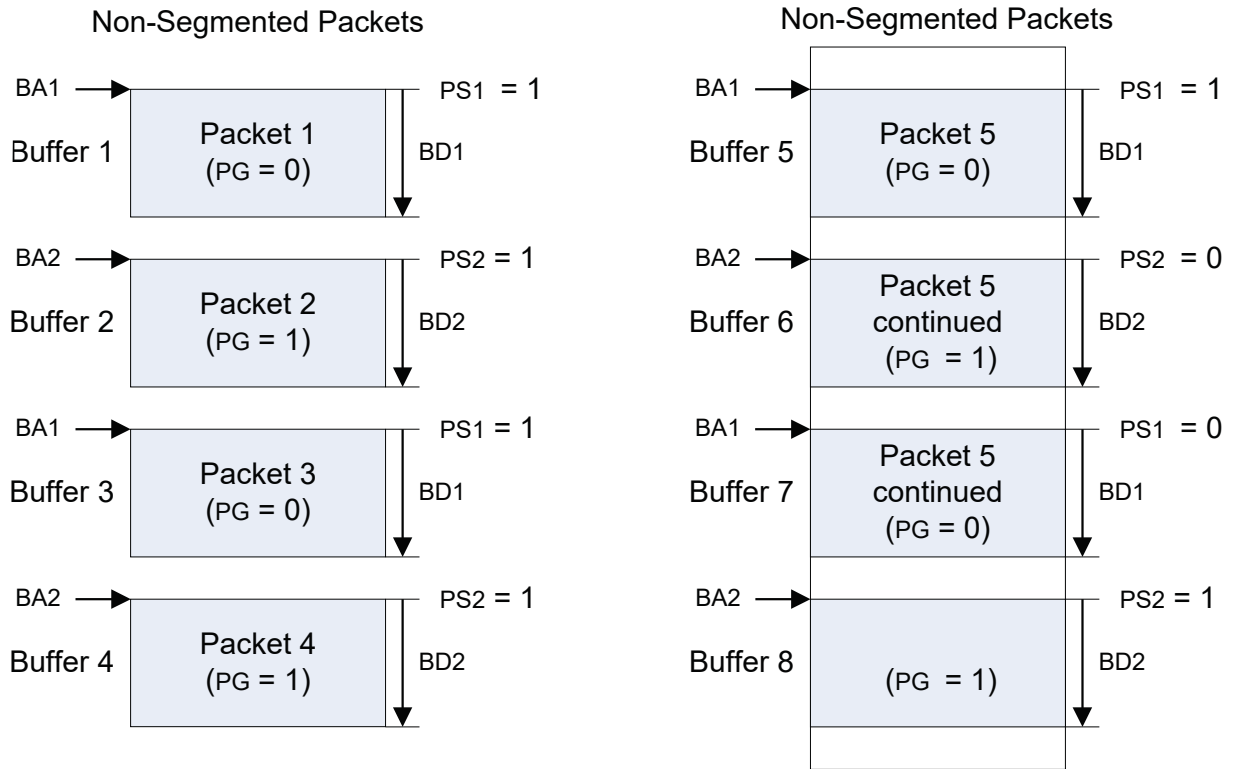 Non-Segmented Packets
BA1
Buffer 1
Packet 1
(PG = 0)
PS1 = 1
BD1
BA2
Buffer 2
Packet 2
(PG = 1)
PS2 = 1
BD2
BA1
Buffer 3
Packet 3
(PG = 0)
PS1 = 1
BD1
BA2
Buffer 4
Packet 4
(PG = 1)
PS2 = 1
BD2
Non-Segmented Packets
BA1
Buffer 5
Packet 5
(PG = 0)
PS1 = 1
BD1
BA2
Buffer 6
Packet 5
continued
(PG = 1)
PS2 = 0
BD2
BA1
Buffer 7
Packet 5
continued
(PG = 0)
PS1 = 0
BD1
BA2
Buffer 8
(PG = 1)
PS2 = 1
BD2